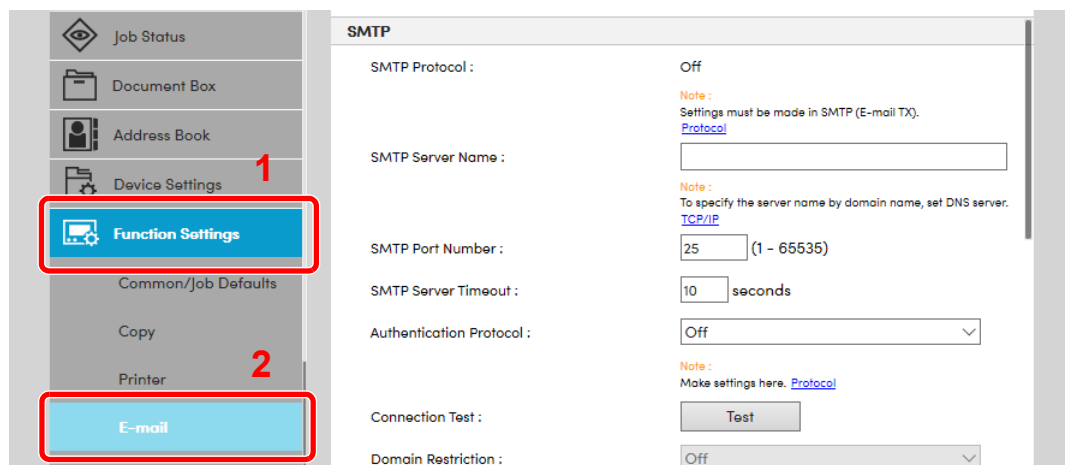 Job Status
Document Box
Address Book
1
Device Settings
Function Settings
Common/Job Defaults
Copy
2
Printer
E-mail
SMTP
SMTP Protocol :
Off
Note :
Settings must be made in SMTP (E-mail TX).
Protocol
SMTP Server Name :
Note :
To specify the server name by domain name, set DNS server.
TCP/IP
SMTP Port Number :
25 (1 - 65535)
SMTP Server Timeout :
10 seconds
Authentication Protocol :
Off
Note :
Make settings here. Protocol
Connection Test :
Test
Domain Restriction :
Off